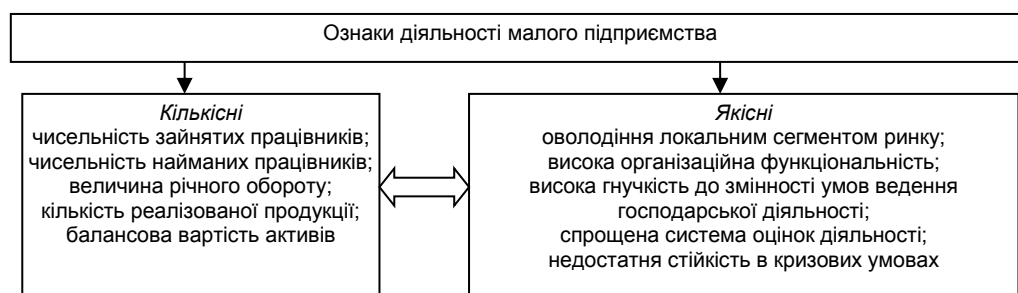 Ознаки діяльності малого підприємства
Кількісні
чисельність зайнятих працівників;
чисельність найманих працівників;
величина річного обороту;
кількість реалізованої продукції;
балансова вартість активів
Якісні
оволодіння локальним сегментом ринку;
висока організаційна функціональність;
висока гнучкість до змінності умов ведення
господарської діяльності;
спрощена система оцінок діяльності;
недостатня стійкість в кризових умовах